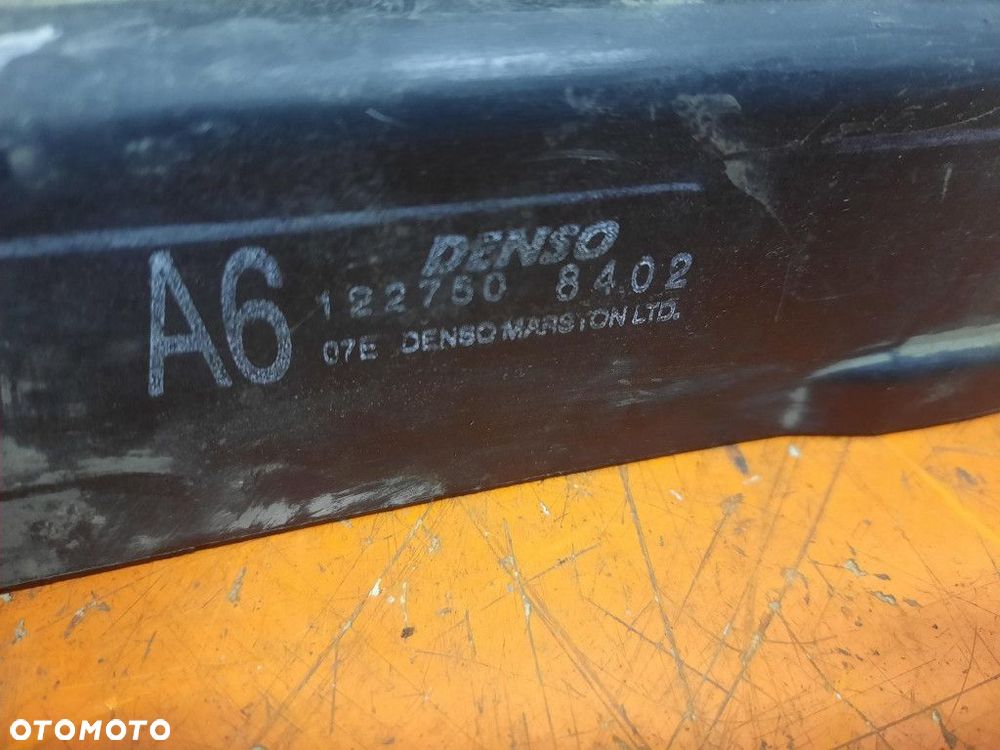 DENSO
A6
122750 8402
07E DENSO MARSTON LTD.
OTOMOTO